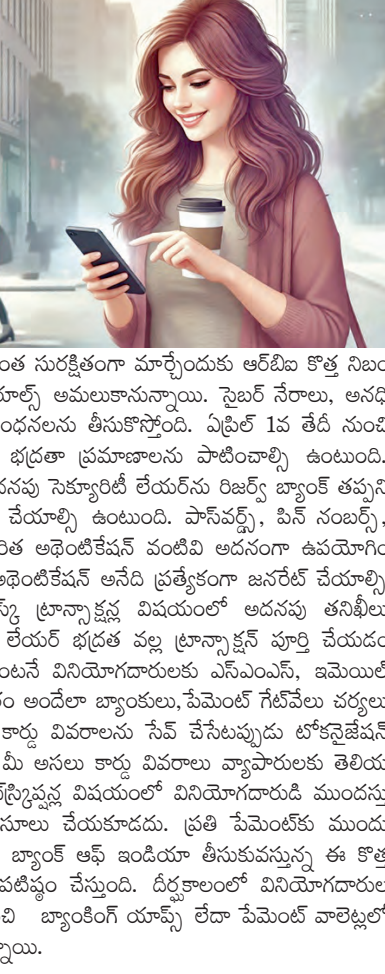 ంత సురక్షితంగా మార్చేందుకు ఆర్‌బిఐ కొత్త నిబం
యాల్స్ అమలుకానున్నాయి. సైబర్ నేరాలు, అనధి
ంధనలను తీసుకొస్తోంది. ఏప్రిల్ 1వ తేదీ నుంచి
భద్రతా ప్రమాణాలను పాటించాల్సి ఉంటుంది.
దనపు సెక్యూరిటీ లేయర్‌ను రిజర్వ్ బ్యాంక్ తప్పని
చేయాల్సి ఉంటుంది. పాస్‌వర్డ్స్, పిన్ నంబర్స్,
రిత అథెంటికేషన్ వంటివి అదనంగా ఉపయోగిం
అథెంటికేషన్ అనేది ప్రత్యేకంగా జనరేట్ చేయాల్సి
స్క్ ట్రాన్సాక్షన్ల విషయంలో అదనపు తనిఖీలు
లేయర్ భద్రత వల్ల ట్రాన్సాక్షన్ పూర్తి చేయడం
ంటనే వినియోగదారులకు ఎస్ఎంఎస్, ఇమెయిల్
రం అందేలా బ్యాంకులు,పేమెంట్ గేట్‌వేలు చర్యలు
కార్డు వివరాలను సేవ్ చేసేటప్పుడు టోకనైజేషన్
మీ అసలు కార్డు వివరాలు వ్యాపారులకు తెలియ
బ్‌స్క్రిప్షన్ల విషయంలో వినియోగదారుడి ముందస్తు
సూలు చేయకూడదు. ప్రతి పేమెంట్‌కు ముందు
బ్యాంక్ ఆఫ్ ఇండియా తీసుకువస్తున్న ఈ కొత్త
పటిష్ఠం చేస్తుంది. దీర్ఘకాలంలో వినియోగదారుల
ంచి బ్యాంకింగ్ యాప్స్ లేదా పేమెంట్ వాలెట్లలో
న్నాయి.